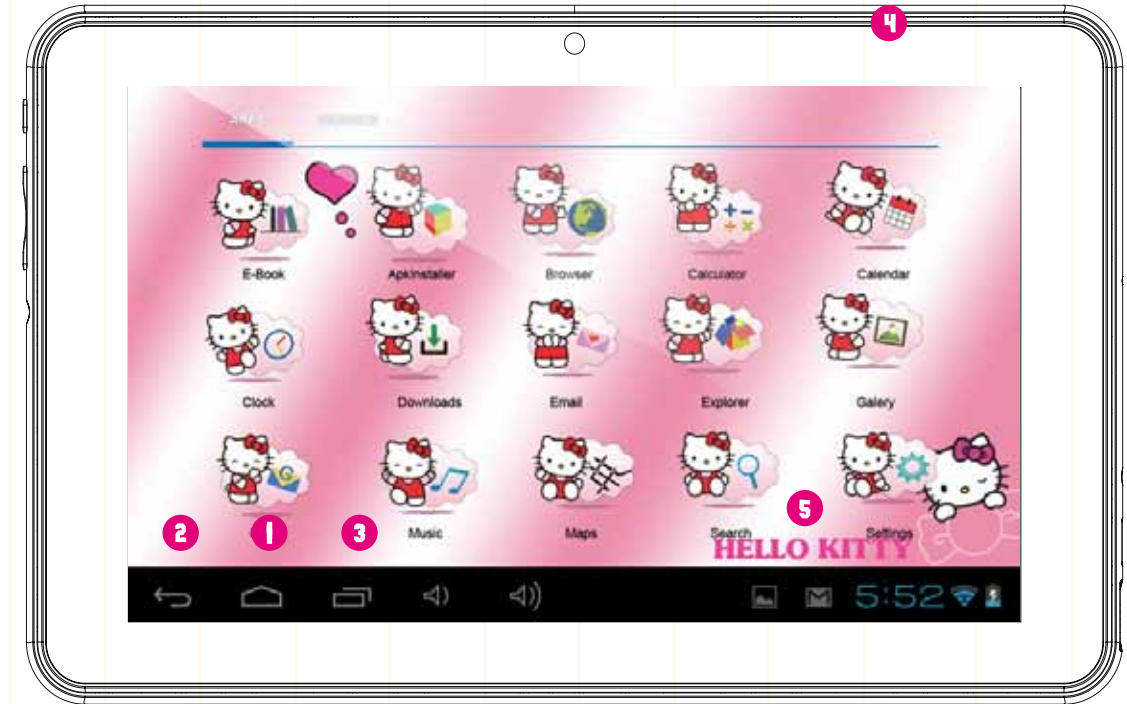 4
APPS
E-Book
ApkInstaller
Browser
Calculator
Calendar
Clock
Downloads
Email
Explorer
Galery
G
Music
Maps
Search
Settings
2
1
3
5
HELLO KITTY
5:52